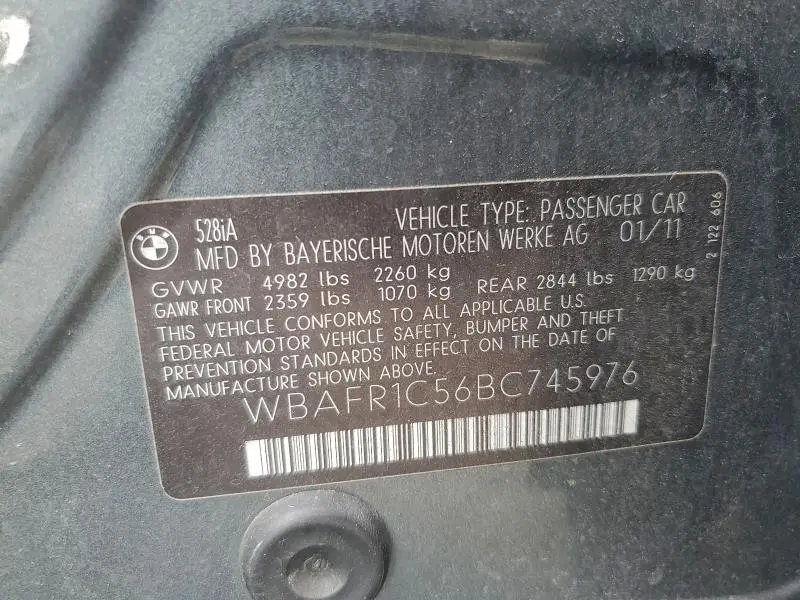 BMW
528iA
VEHICLE TYPE: PASSENGER CAR
MFD BY BAYERISCHE MOTOREN WERKE AG 01/11
GVWR 4982 lbs 2260 kg
GAWR FRONT 2359 lbs 1070 kg REAR 2844 lbs 1290 kg
THIS VEHICLE CONFORMS TO ALL APPLICABLE U.S.
FEDERAL MOTOR VEHICLE SAFETY, BUMPER AND THEFT
PREVENTION STANDARDS IN EFFECT ON THE DATE OF
MANUFACTURE SHOWN ABOVE.
WBAFR1C56BC745976
2 122 606